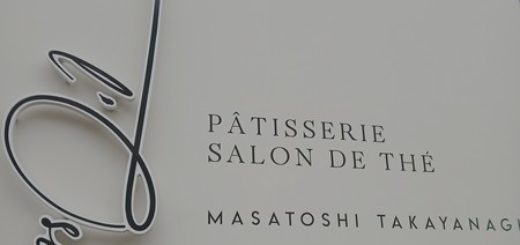 PÂTISSERIE
SALON DE THÉ
MASATOSHI TAKAYANAGI